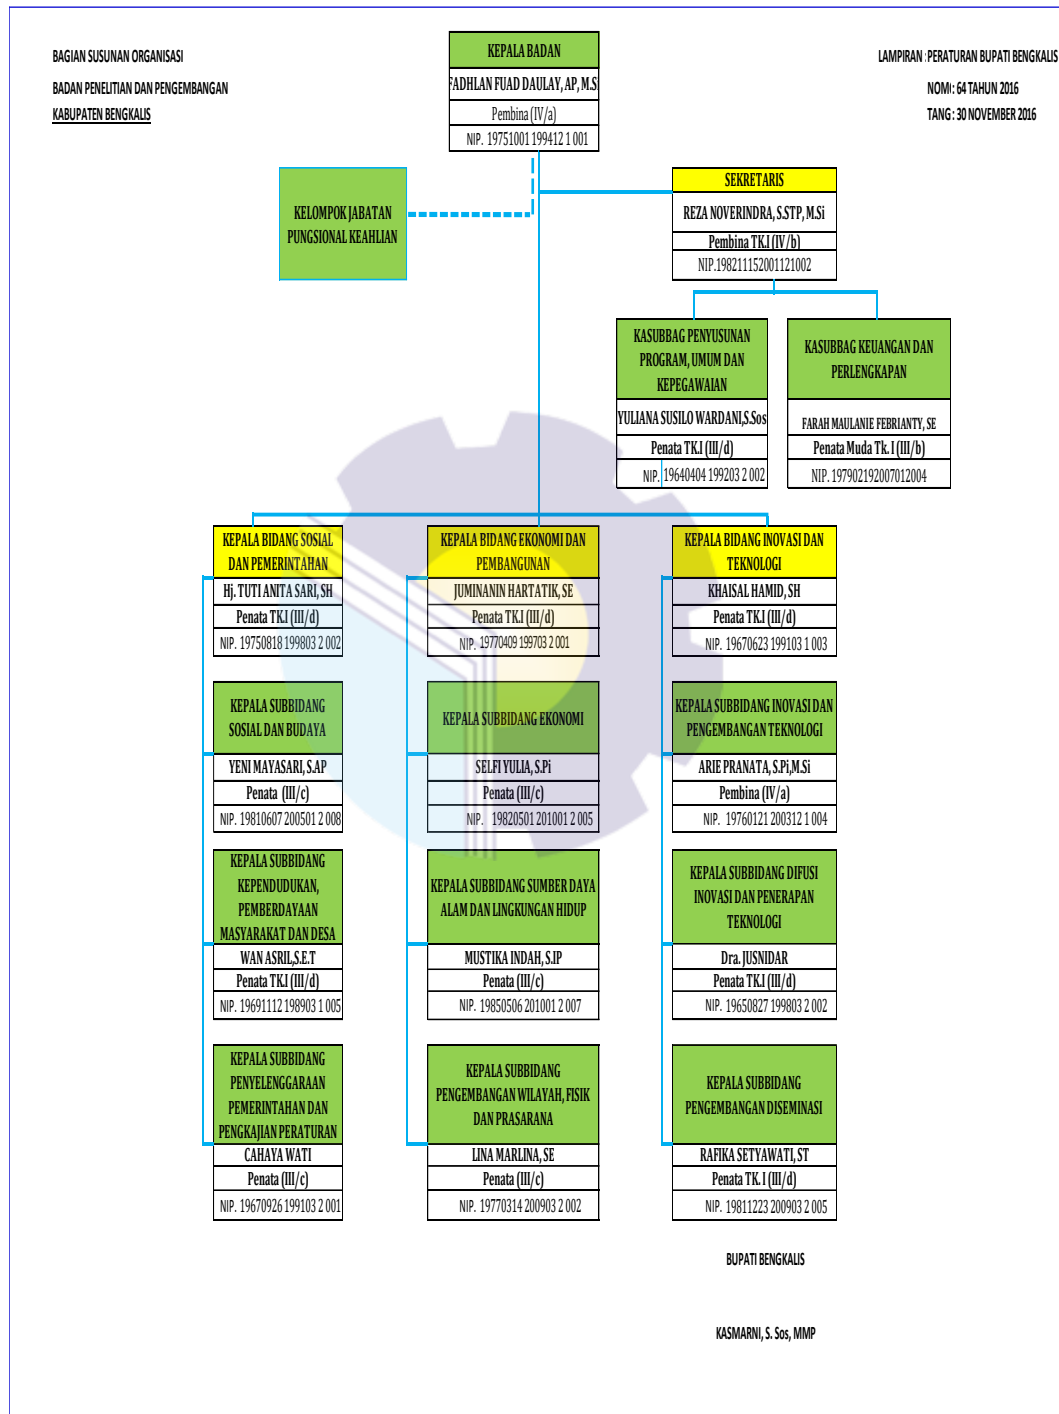 BAGIAN SUSUNAN ORGANISASI
BADAN PENELITIAN DAN PENGEMBANGAN
KABUPATEN BENGKALIS
LAMPIRAN : PERATURAN BUPATI BENGKALIS
NOM : 64 TAHUN 2016
TANG : 30 NOVEMBER 2016
KEPALA BADAN
FADHLAN FUAD DAULAY, AP, M.Si
Pembina (IV/a)
NIP. 19751001 199412 1 001
KELOMPOK JABATAN
PUNGSIONAL KEAHLIAN
SEKRETARIS
REZA NOVERINDRA, S.STP, M.Si
Pembina TK.I (IV/b)
NIP.198211152001121002
KASUBBAG PENYUSUNAN
PROGRAM, UMUM DAN
KEPEGAWAIAN
YULIANA SUSILO WARDANI,S.Sos
Penata TK.I (III/d)
NIP. 19640404 199203 2 002
KASUBBAG KEUANGAN DAN
PERLENGKAPAN
FARAH MAULANIE FEBRIANTY, SE
Penata Muda Tk. I (III/b)
NIP. 197902192007012004
KEPALA BIDANG SOSIAL
DAN PEMERINTAHAN
Hj. TUTI ANITA SARI, SH
Penata TK.I (III/d)
NIP. 19750818 199803 2 002
KEPALA SUBBIDANG
SOSIAL DAN BUDAYA
YENI MAYASARI, S.AP
Penata (III/c)
NIP. 19810607 200501 2 008
KEPALA SUBBIDANG
KEPENDUDUKAN,
PEMBERDAYAAN
MASYARAKAT DAN DESA
WAN ASRIL,S.E.T
Penata TK.I (III/d)
NIP. 19691112 198903 1 005
KEPALA SUBBIDANG
PENYELENGGARAAN
PEMERINTAHAN DAN
PENGKAJIAN PERATURAN
CAHAYA WATI
Penata (III/c)
NIP. 19670926 199103 2 001
KEPALA BIDANG EKONOMI DAN
PEMBANGUNAN
JUMINANIN HARTATIK, SE
Penata TK.I (III/d)
NIP. 19770409 199703 2 001
KEPALA SUBBIDANG EKONOMI
SELFI YULIA, S.Pi
Penata (III/c)
NIP. 19820501 201001 2 005
KEPALA SUBBIDANG SUMBER DAYA
ALAM DAN LINGKUNGAN HIDUP
MUSTIKA INDAH, S.IP
Penata (III/c)
NIP. 19850506 201001 2 007
KEPALA SUBBIDANG
PENGEMBANGAN WILAYAH, FISIK
DAN PRASARANA
LINA MARLINA, SE
Penata (III/c)
NIP. 19770314 200903 2 002
KEPALA BIDANG INOVASI DAN
TEKNOLOGI
KHAISAL HAMID, SH
Penata TK.I (III/d)
NIP. 19670623 199103 1 003
KEPALA SUBBIDANG INOVASI DAN
PENGEMBANGAN TEKNOLOGI
ARIE PRANATA, S.Pi,M.Si
Pembina (IV/a)
NIP. 19760121 200312 1 004
KEPALA SUBBIDANG DIFUSI
INOVASI DAN PENERAPAN
TEKNOLOGI
Dra. JUSNIDAR
Penata TK.I (III/d)
NIP. 19650827 199803 2 002
KEPALA SUBBIDANG
PENGEMBANGAN DISEMINASI
RAFIKA SETYAWATI, ST
Penata TK. I (III/d)
NIP. 19811223 200903 2 005
BUPATI BENGKALIS
KASMARNI, S. Sos, MMP